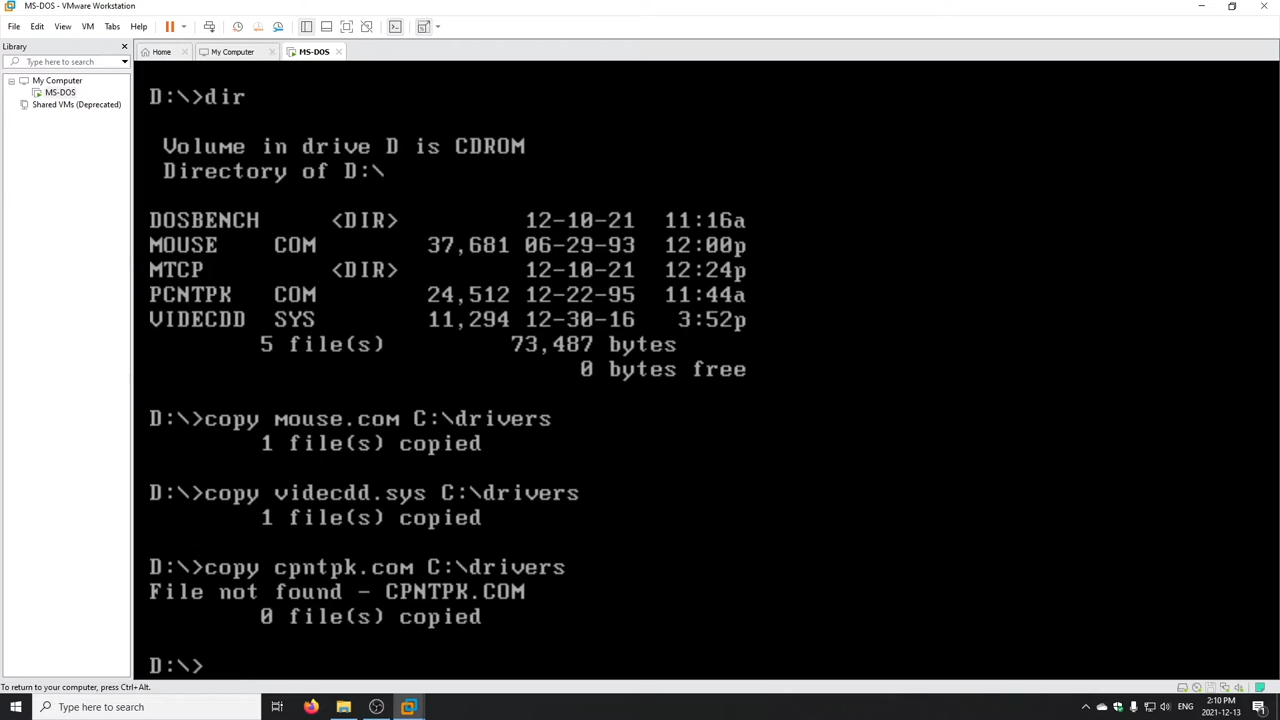 MS-DOS - VMware Workstation
File Edit View VM Tabs Help
Library
Type here to search
My Computer
MS-DOS
Shared VMs (Deprecated)
Home My Computer MS-DOS
D:\>dir
Volume in drive D is CDROM
Directory of D:\
DOSBENCH <DIR> 12-10-21 11:16a
MOUSE COM 37,681 06-29-93 12:00p
MTCP <DIR> 12-10-21 12:24p
PCNTPK COM 24,512 12-22-95 11:44a
VIDECDD SYS 11,294 12-30-16 3:52p
5 file(s) 73,487 bytes
0 bytes free
D:\>copy mouse.com C:\drivers
1 file(s) copied
D:\>copy videcdd.sys C:\drivers
1 file(s) copied
D:\>copy cpntpk.com C:\drivers
File not found - CPNTPK.COM
0 file(s) copied
D:\>
To return to your computer, press Ctrl+Alt.
Type here to search
ENG
2:10 PM
2021-12-13
1